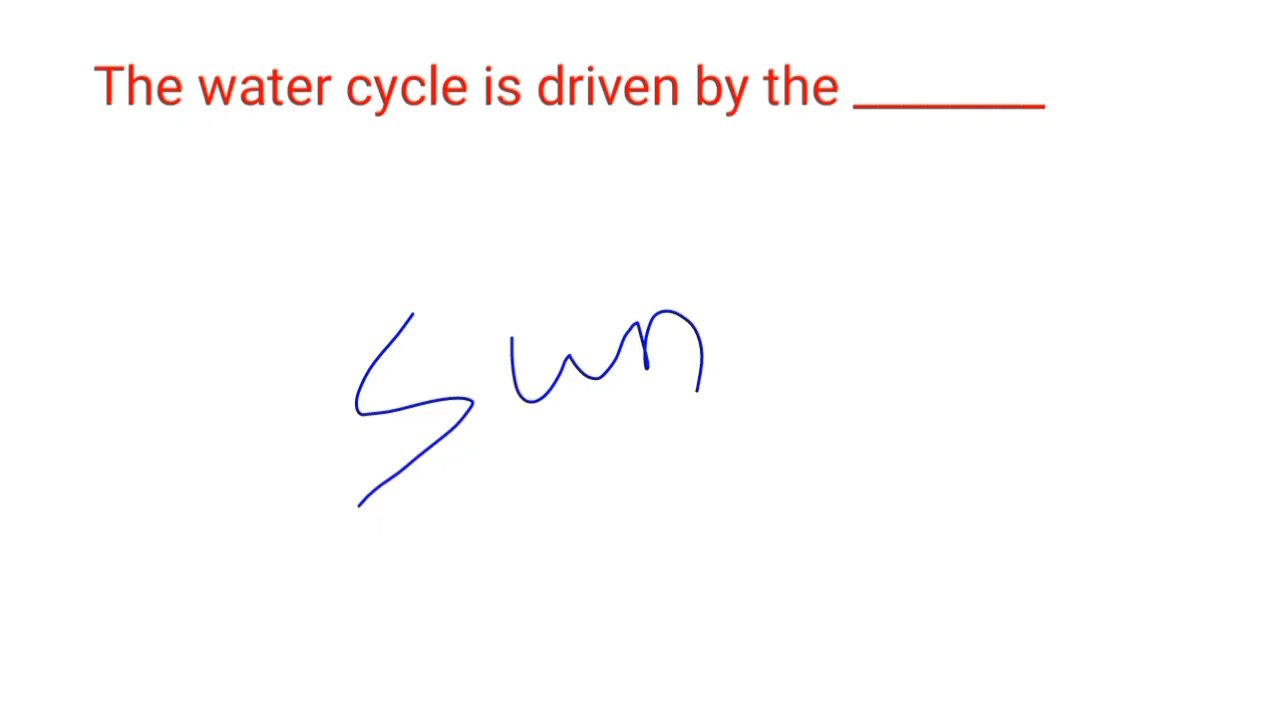 The water cycle is driven by the _______
Sun